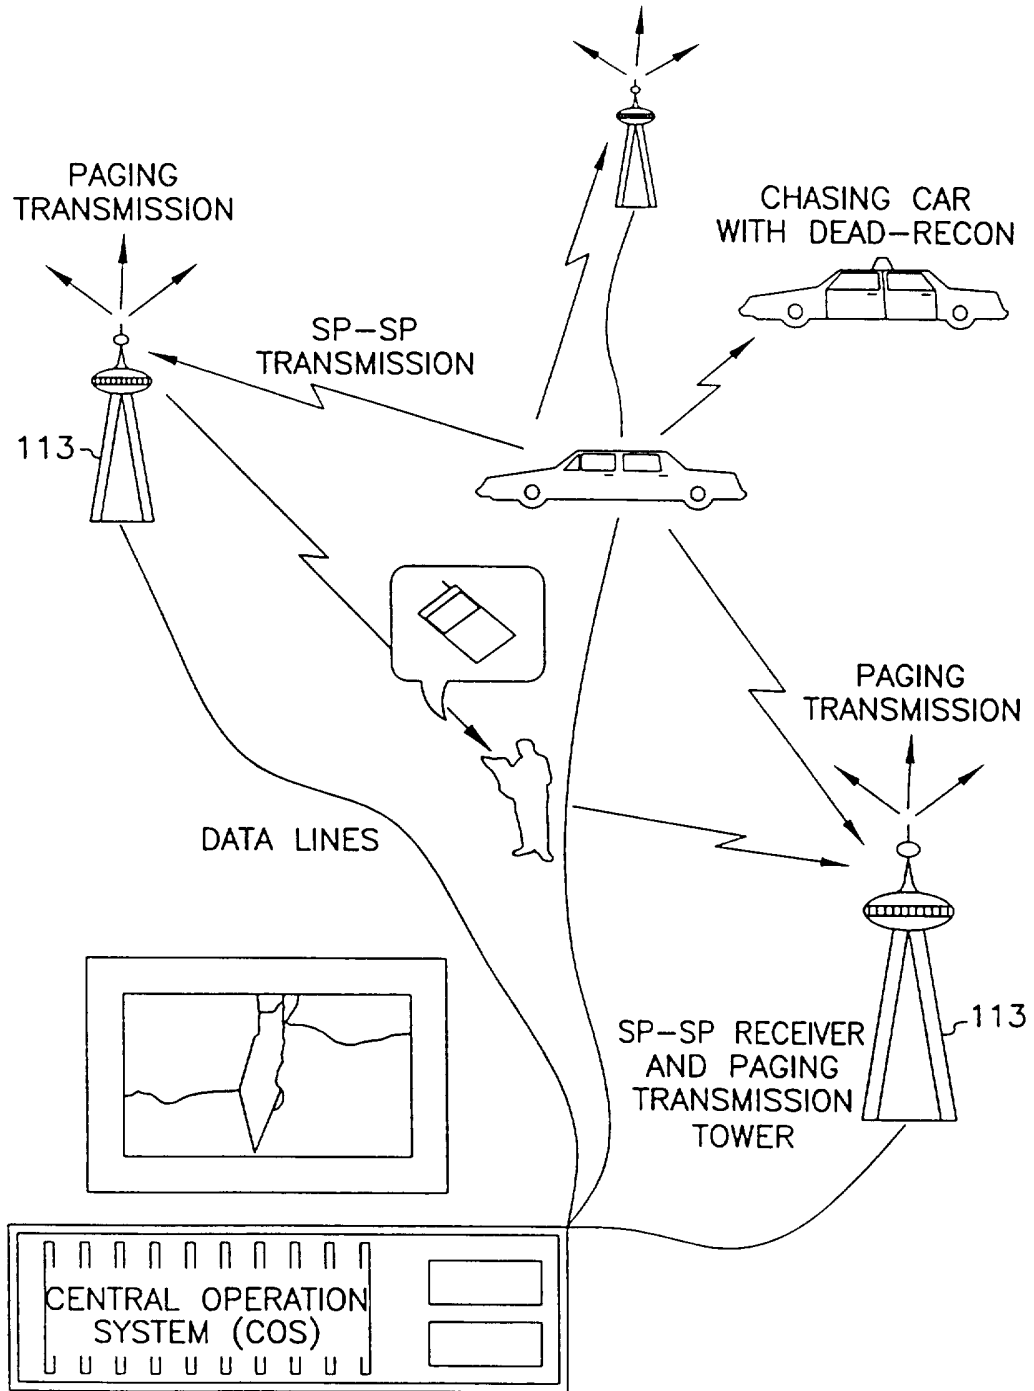 PAGING
TRANSMISSION
CHASING CAR
WITH DEAD-RECON
SP-SP
TRANSMISSION
113
PAGING
TRANSMISSION
DATA LINES
SP-SP RECEIVER
AND PAGING
TRANSMISSION
TOWER
113
CENTRAL OPERATION
SYSTEM (COS)